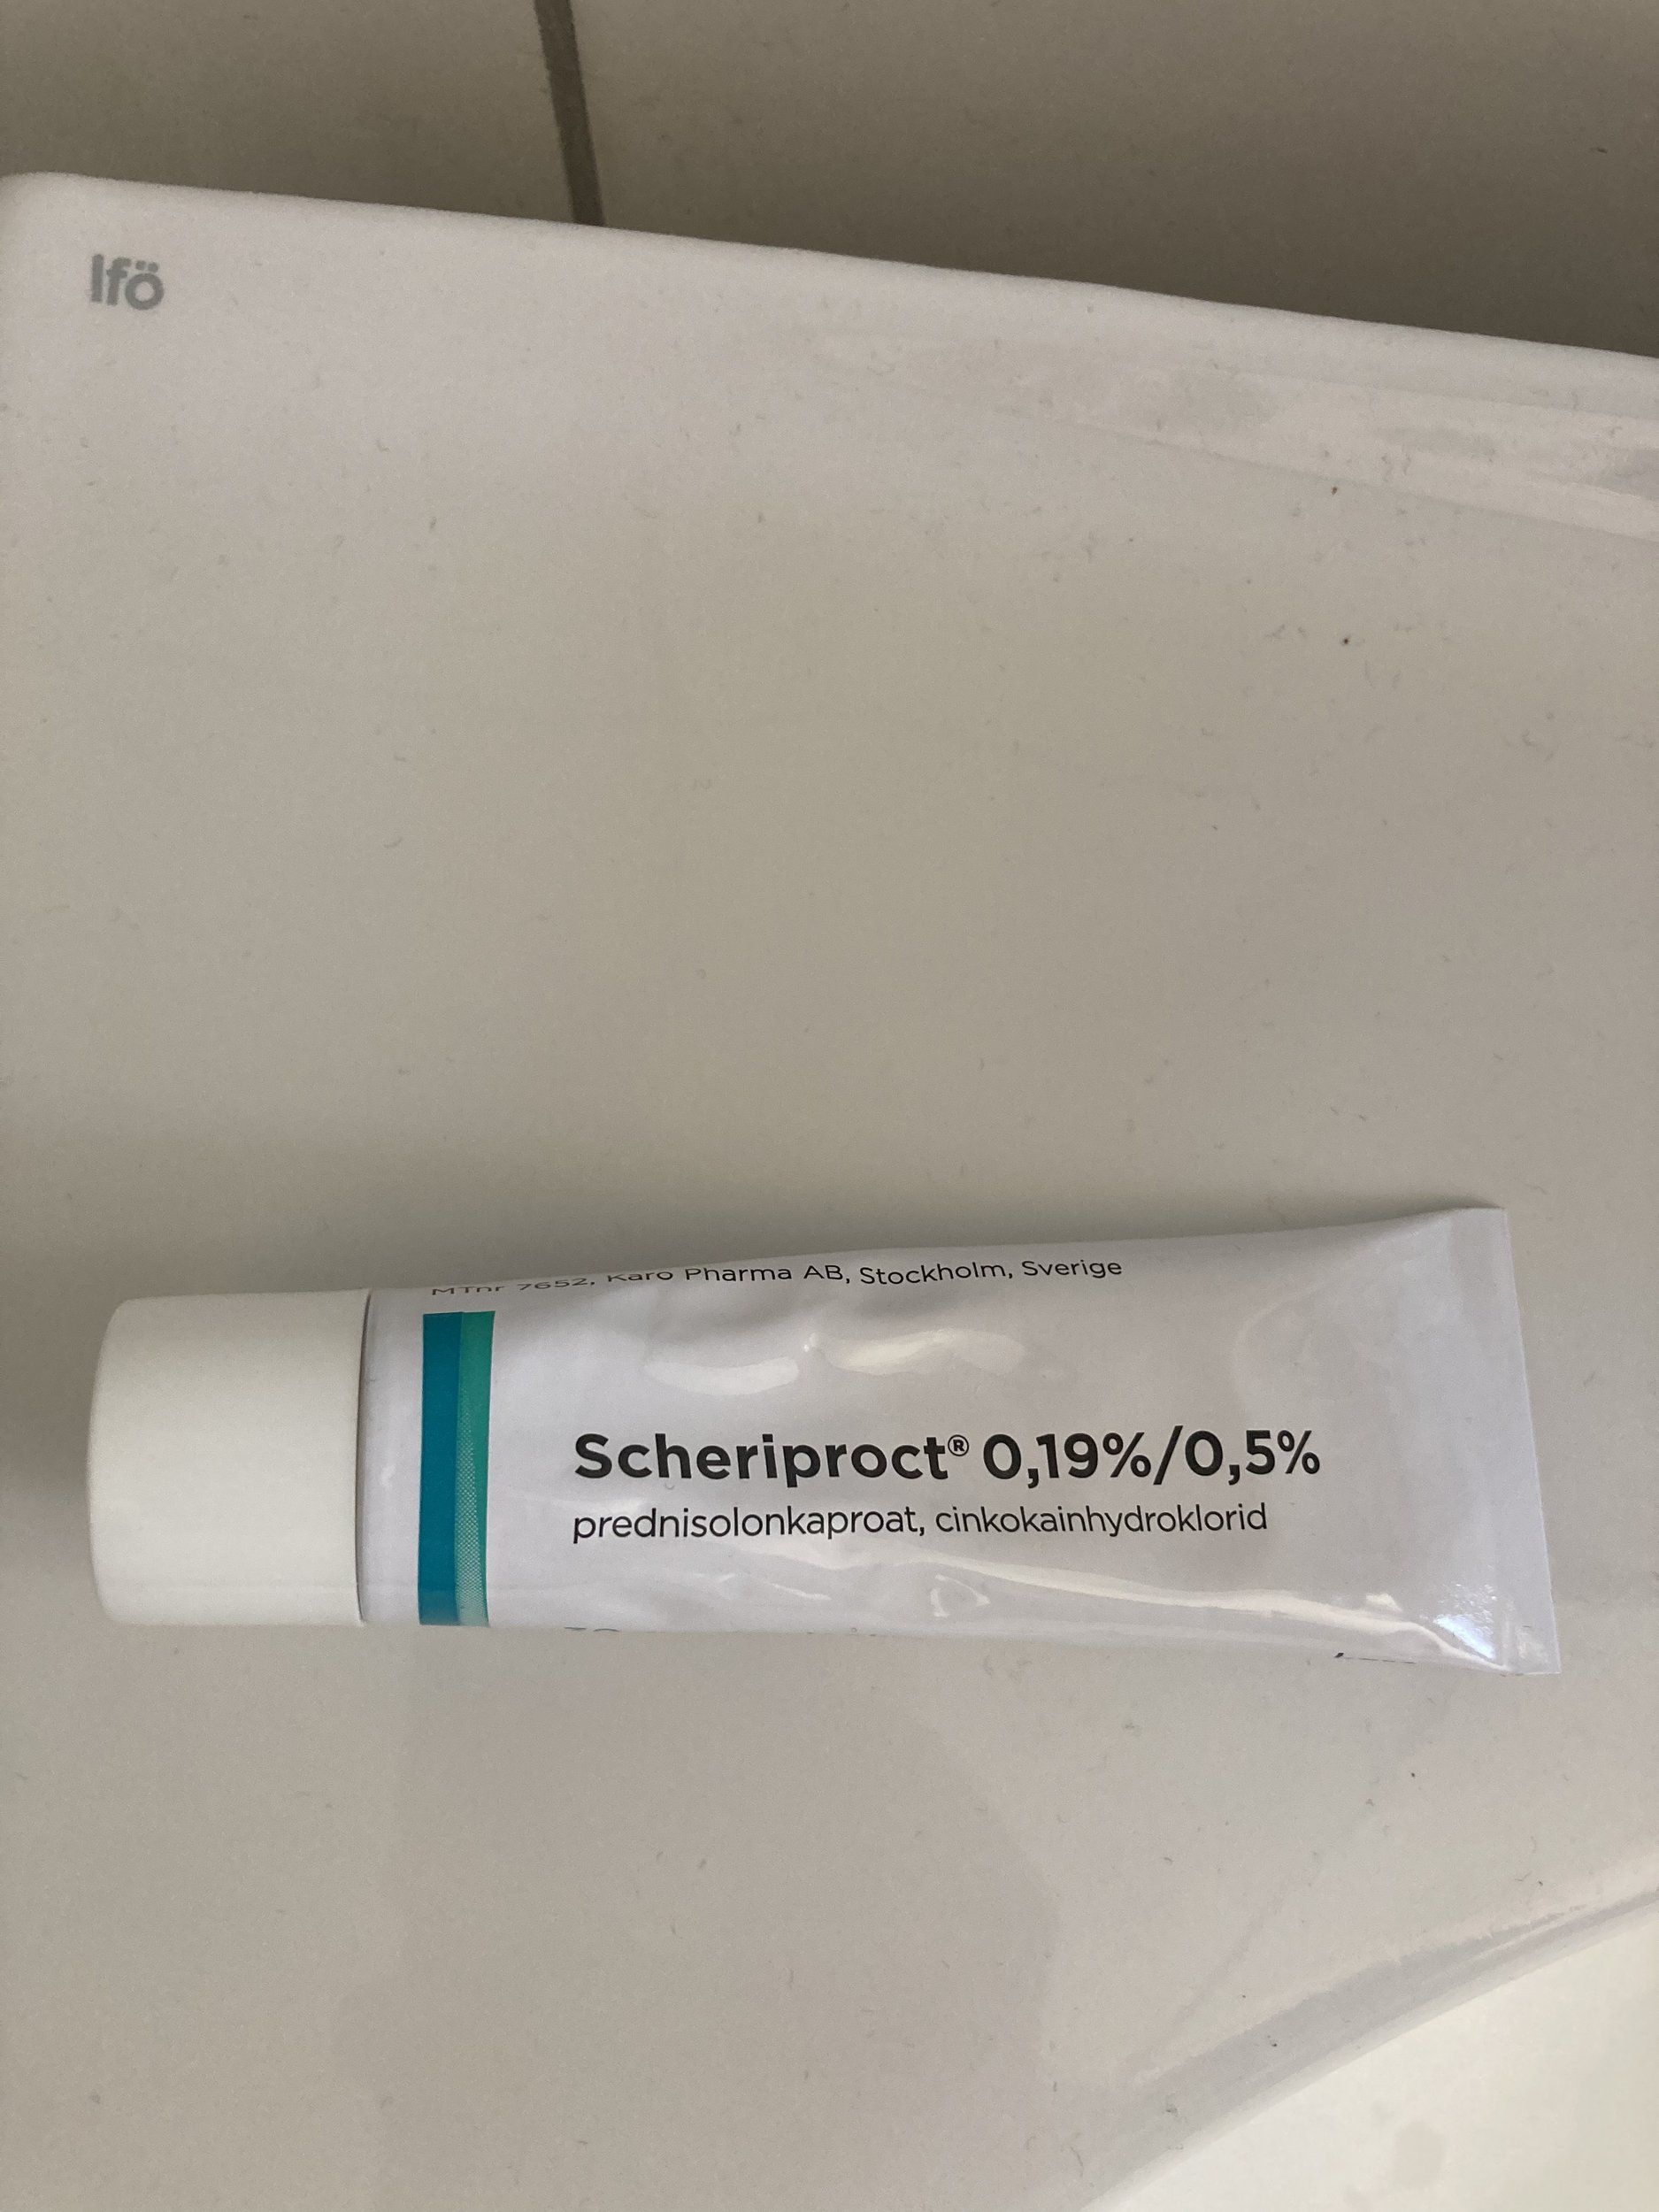 Ifö
MTnr 7652, Karo Pharma AB, Stockholm, Sverige
Scheriproct® 0,19%/0,5%
prednisolonkaproat, cinkokainhydroklorid